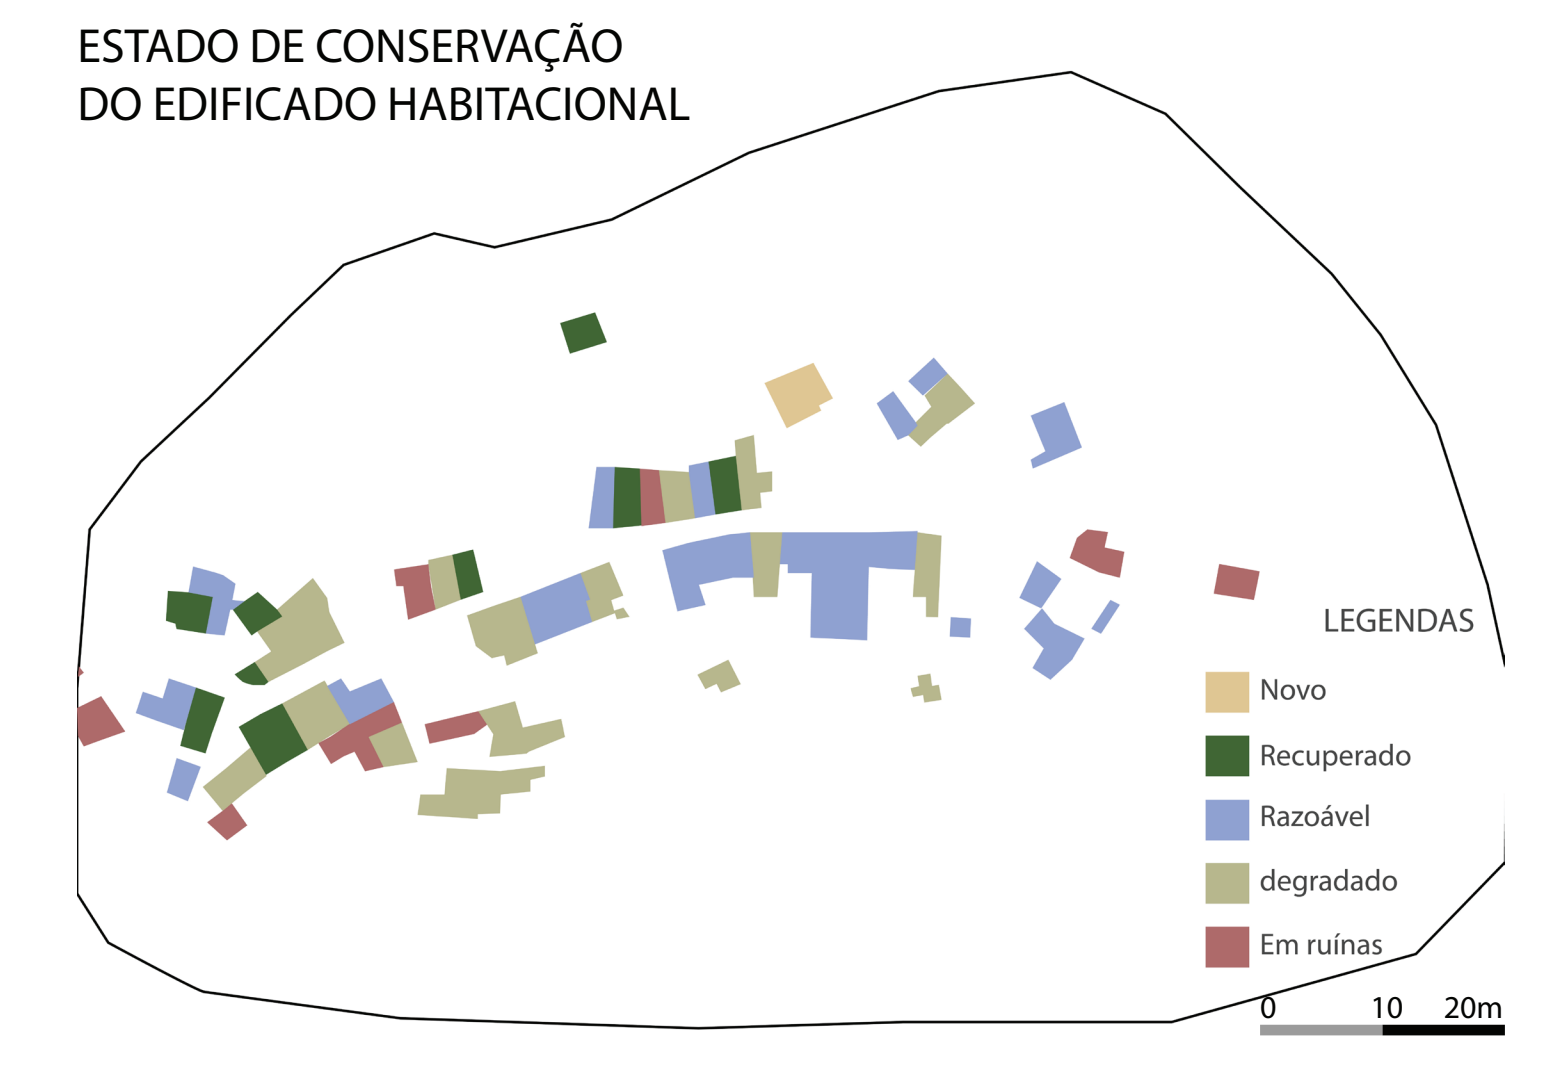 ESTADO DE CONSERVAÇÃO
DO EDIFICADO HABITACIONAL
LEGENDAS
Novo
Recuperado
Razoável
degradado
Em ruínas
0 10 20m